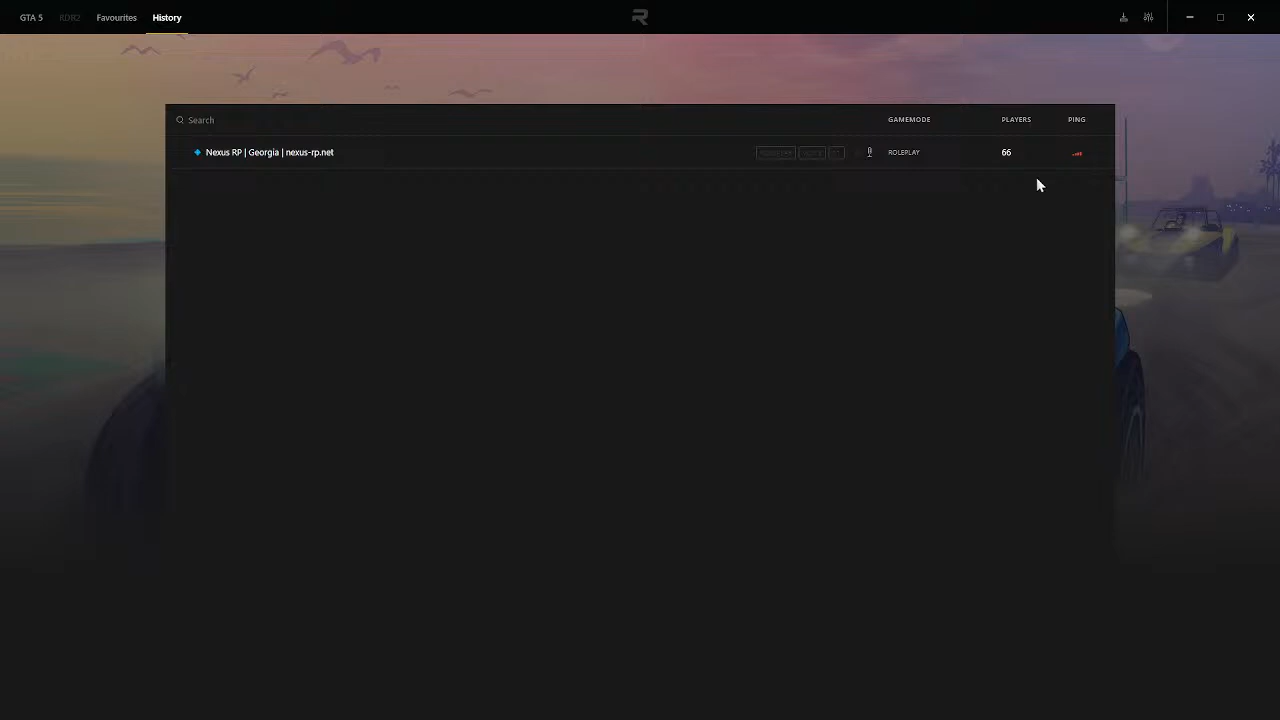 GTA 5 RDR2 Favourites History
Search GAMEMODE PLAYERS PING
Nexus RP | Georgia | nexus-rp.net ROLEPLAY 66